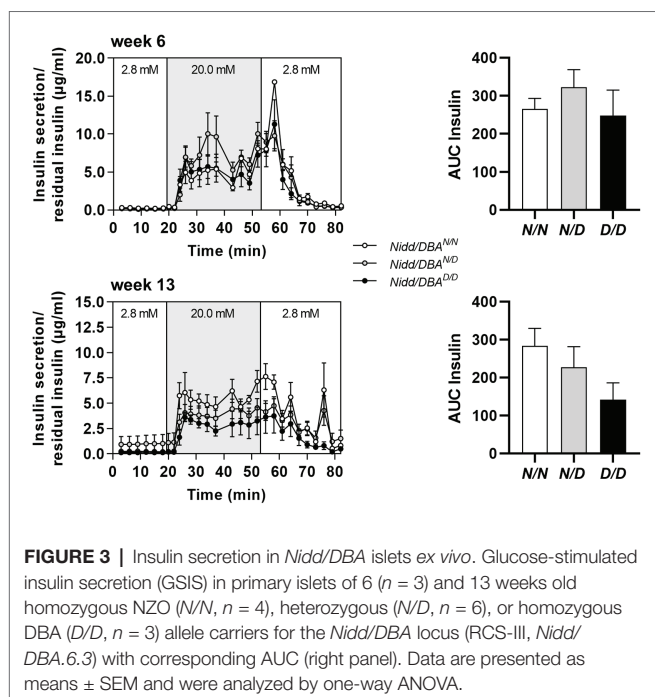 week 6
2.8 mM 20.0 mM 2.8 mM
Insulin secretion/
residual insulin (µg/ml)
20.0
15.0
10.0
5.0
0.0
0 10 20 30 40 50 60 70 80
Time (min)
AUC Insulin
400
300
200
100
0
N/N N/D D/D
Nidd/DBA^N/N
Nidd/DBA^N/D
Nidd/DBA^D/D
week 13
2.8 mM 20.0 mM 2.8 mM
Insulin secretion/
residual insulin (µg/ml)
15.0
12.5
10.0
7.5
5.0
2.5
0.0
0 10 20 30 40 50 60 70 80
Time (min)
AUC Insulin
400
300
200
100
0
N/N N/D D/D
FIGURE 3 | Insulin secretion in Nidd/DBA islets ex vivo. Glucose-stimulated
insulin secretion (GSIS) in primary islets of 6 (n = 3) and 13 weeks old
homozygous NZO (N/N, n = 4), heterozygous (N/D, n = 6), or homozygous
DBA (D/D, n = 3) allele carriers for the Nidd/DBA locus (RCS-III, Nidd/
DBA.6.3) with corresponding AUC (right panel). Data are presented as
means ± SEM and were analyzed by one-way ANOVA.